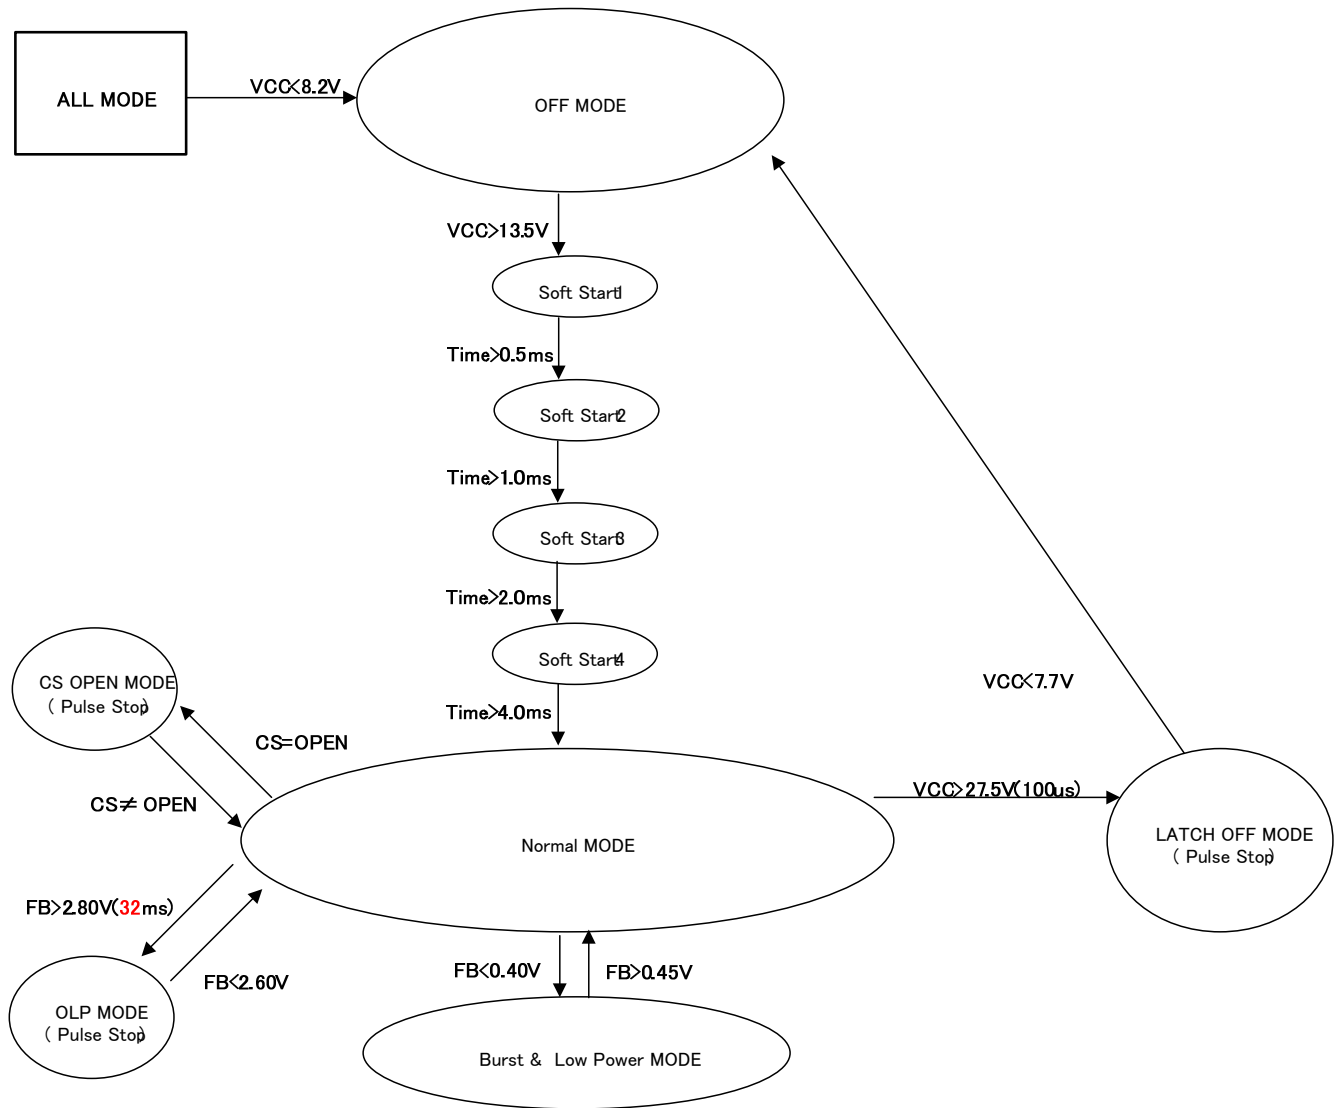 ALL MODE
VCC<8.2V
OFF MODE
VCC>13.5V
Soft Start1
Time>0.5ms
Soft Start2
Time>1.0ms
Soft Start3
Time>2.0ms
Soft Start4
Time>4.0ms
VCC<7.7V
CS OPEN MODE
( Pulse Stop)
CS=OPEN
CS≠ OPEN
Normal MODE
VCC>27.5V(100us)
LATCH OFF MODE
( Pulse Stop)
FB>2.80V(32ms)
FB<2.60V
OLP MODE
( Pulse Stop)
FB<0.40V
FB>0.45V
Burst & Low Power MODE